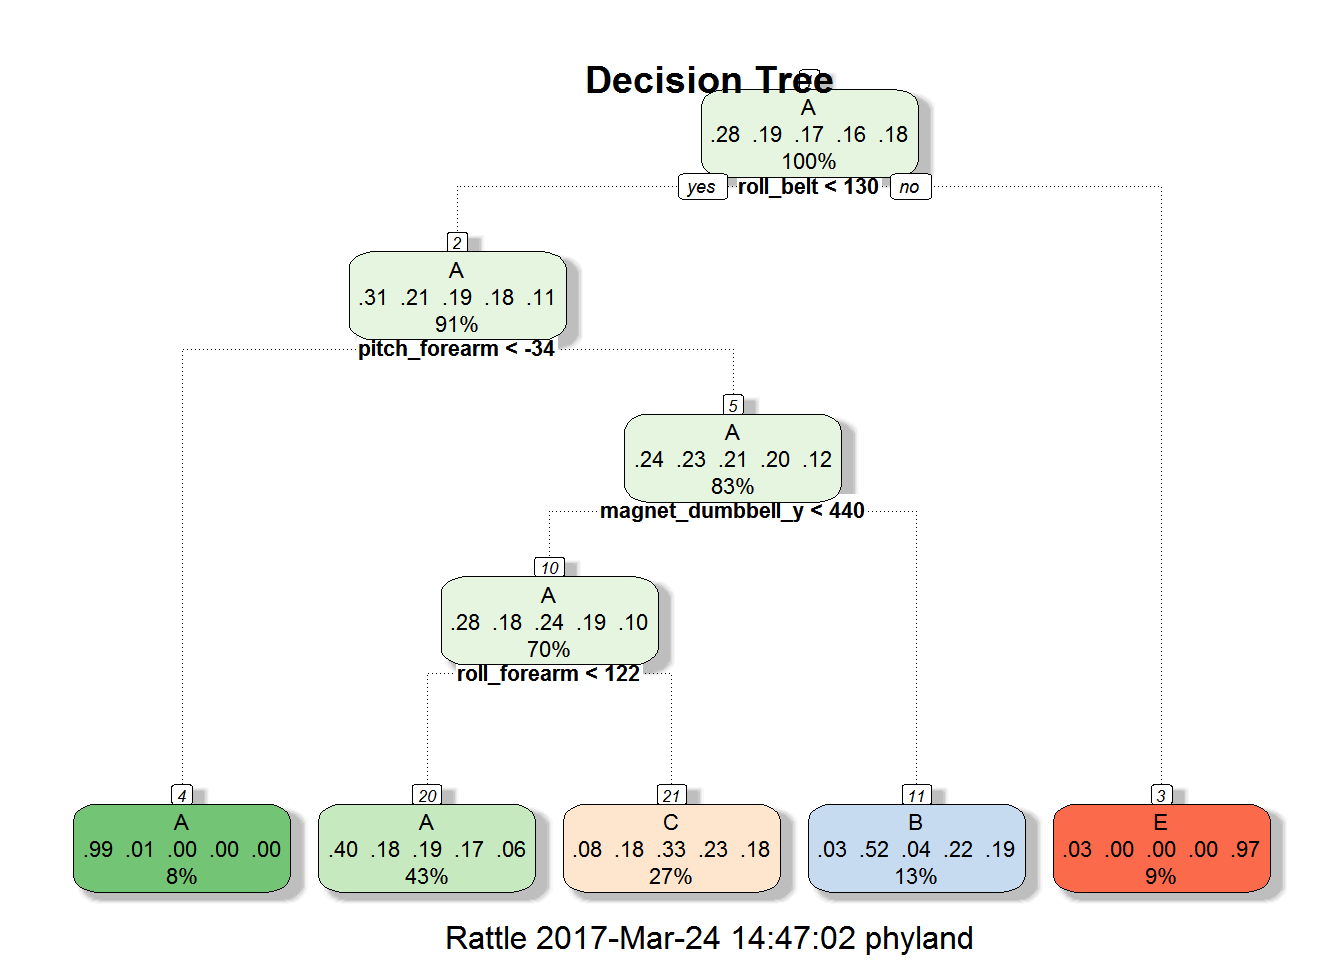 Decision Tree
A
.28 .19 .17 .16 .18
100%
yes roll_belt < 130 no
2
A
.31 .21 .19 .18 .11
91%
pitch_forearm < -34
5
A
.24 .23 .21 .20 .12
83%
magnet_dumbbell_y < 440
10
A
.28 .18 .24 .19 .10
70%
roll_forearm < 122
4
A
.99 .01 .00 .00 .00
8%
20
A
.40 .18 .19 .17 .06
43%
21
C
.08 .18 .33 .23 .18
27%
11
B
.03 .52 .04 .22 .19
13%
3
E
.03 .00 .00 .00 .97
9%
Rattle 2017-Mar-24 14:47:02 phyland